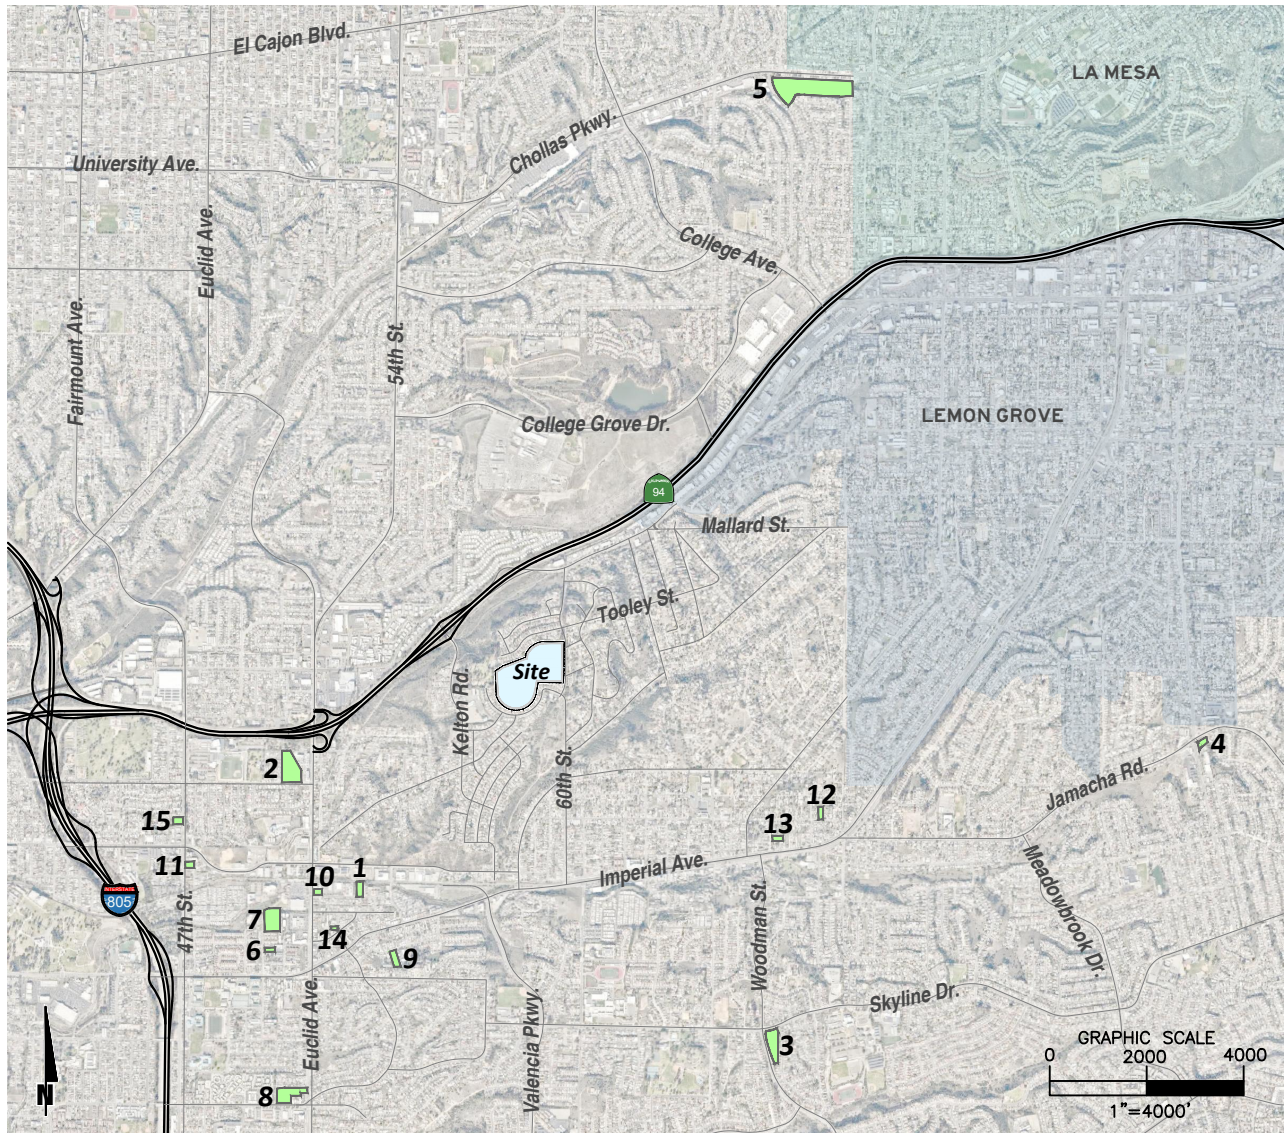 El Cajon Blvd.
LA MESA
5
Chollas Pkwy.
University Ave.
Euclid Ave.
College Ave.
Fairmount Ave.
54th St.
LEMON GROVE
College Grove Dr.
94
Mallard St.
Tooley St.
Site
Kelton Rd.
60th St.
2
4
Jamacha Rd.
12
15
13
11
10
1
Imperial Ave.
INTERSTATE
805
47th St.
7
14
6
9
Woodman St.
Meadowbrook Dr.
Skyline Dr.
Euclid Ave.
Valencia Pkwy.
3
8
N
GRAPHIC SCALE
0 2000 4000
1"=4000'